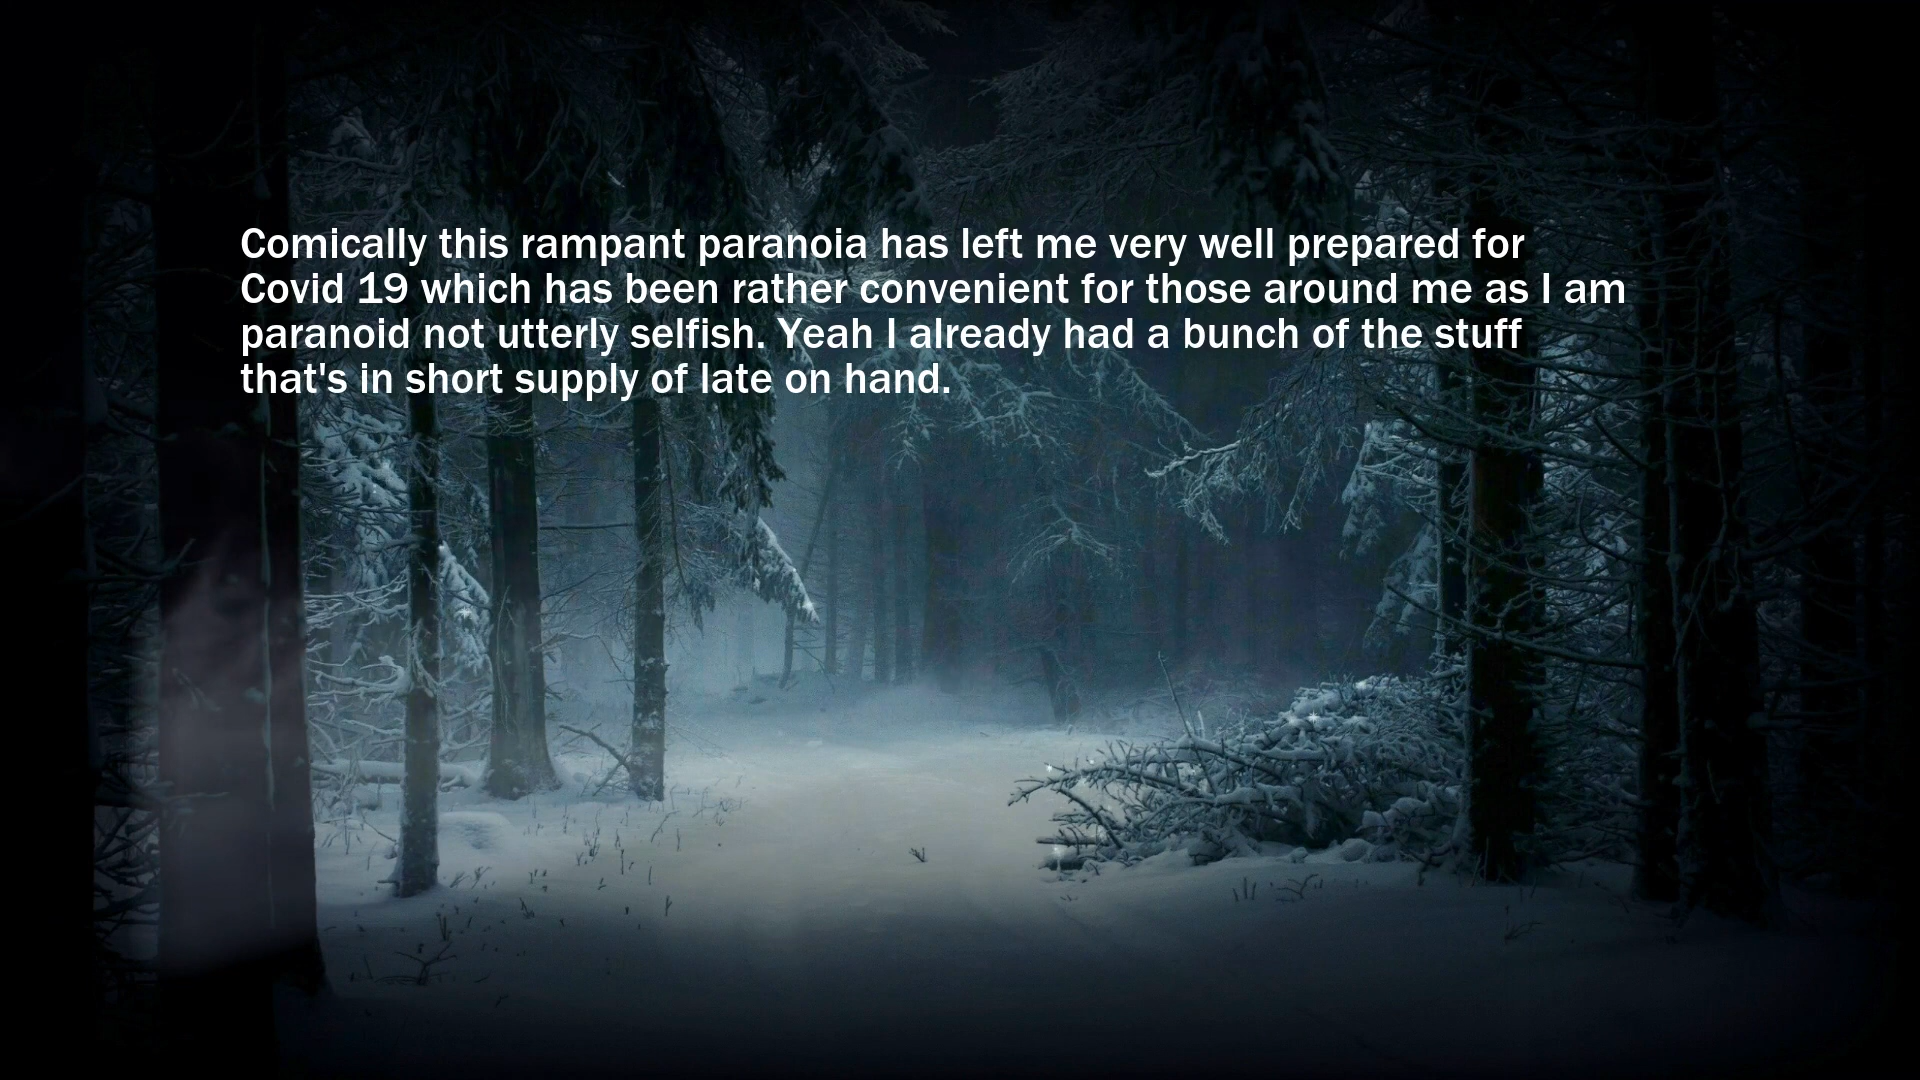 Comically this rampant paranoia has left me very well prepared for
Covid 19 which has been rather convenient for those around me as I am
paranoid not utterly selfish. Yeah I already had a bunch of the stuff
that's in short supply of late on hand.